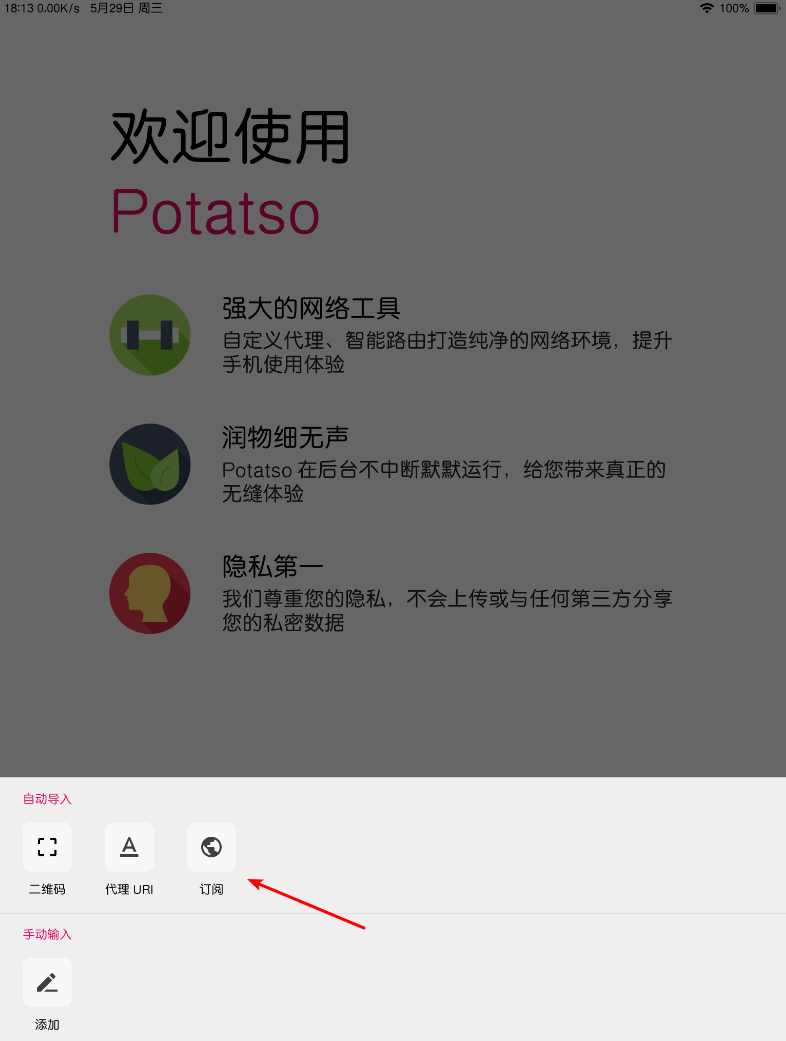 18:13 0.00K/s 5月29日 周三 100%
欢迎使用
Potatso
强大的网络工具
自定义代理、智能路由打造纯净的网络环境，提升
手机使用体验
润物细无声
Potatso 在后台不中断默默运行，给您带来真正的
无缝体验
隐私第一
我们尊重您的隐私，不会上传或与任何第三方分享
您的私密数据
自动导入
二维码 代理 URI 订阅
手动输入
添加